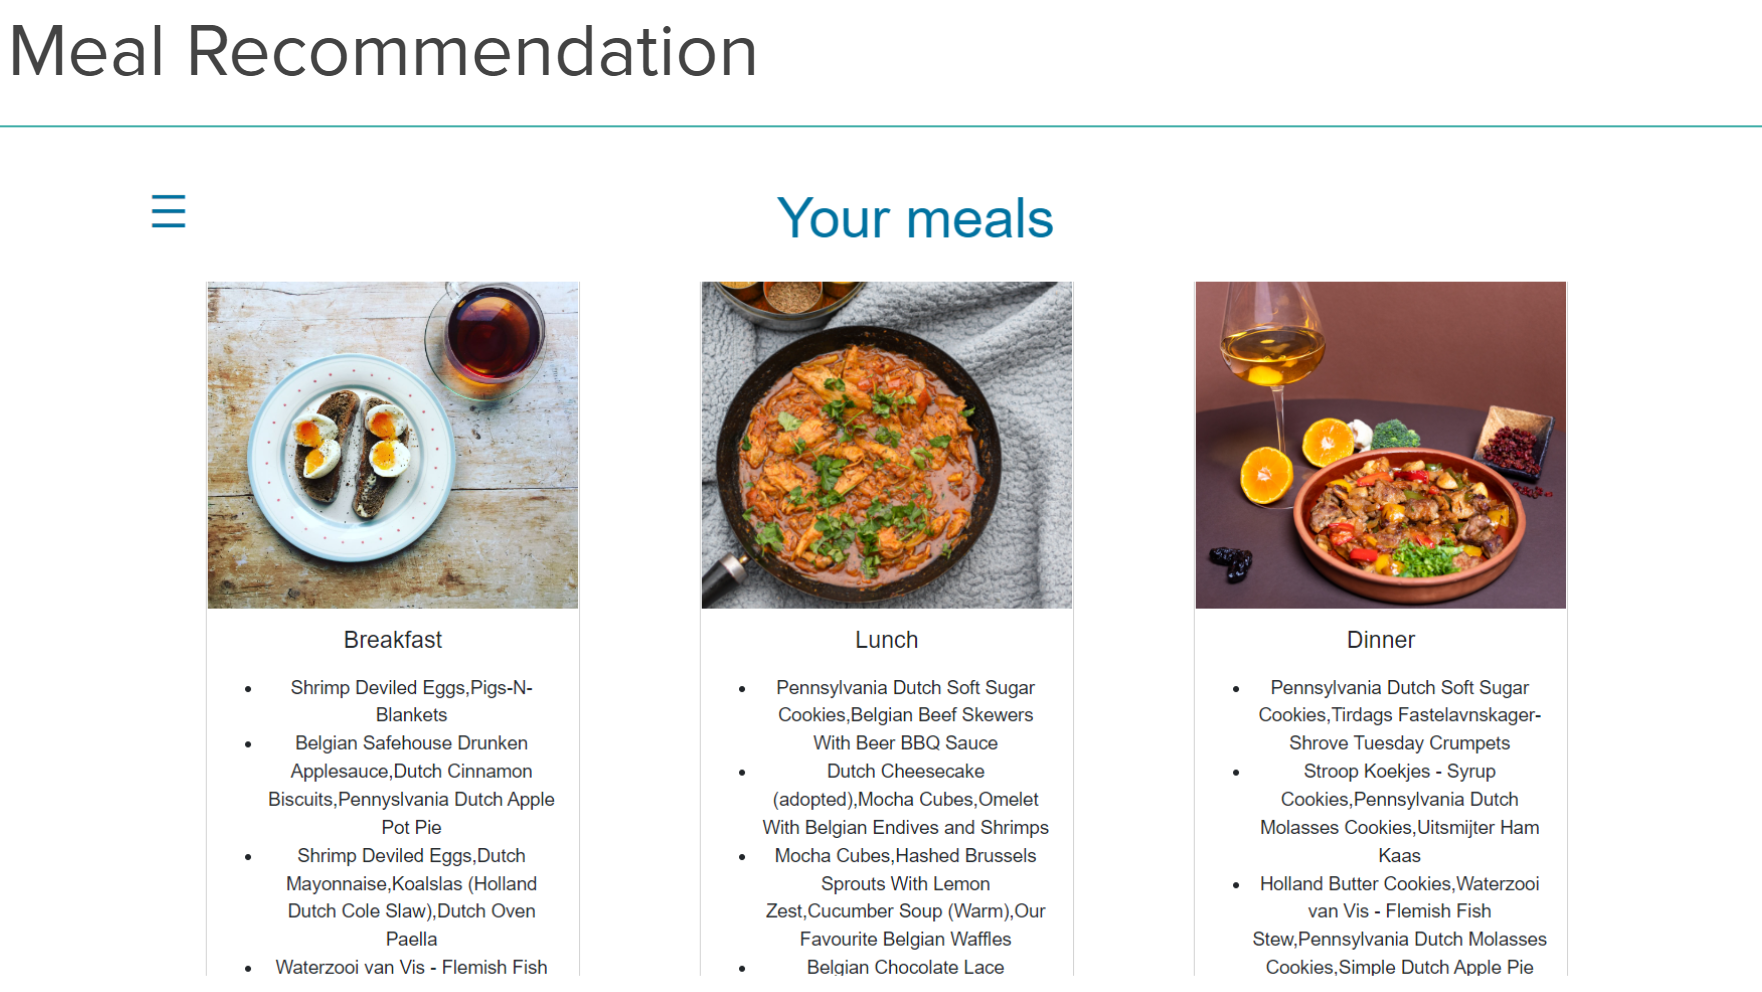 Meal Recommendation
Your meals
Breakfast
Shrimp Deviled Eggs,Pigs-N-
Blankets
Belgian Safehouse Drunken
Applesauce,Dutch Cinnamon
Biscuits,Pennyslvania Dutch Apple
Pot Pie
Shrimp Deviled Eggs,Dutch
Mayonnaise,Koalslas (Holland
Dutch Cole Slaw),Dutch Oven
Paella
Waterzooi van Vis - Flemish Fish
Lunch
Pennsylvania Dutch Soft Sugar
Cookies,Belgian Beef Skewers
With Beer BBQ Sauce
Dutch Cheesecake
(adopted),Mocha Cubes,Omelet
With Belgian Endives and Shrimps
Mocha Cubes,Hashed Brussels
Sprouts With Lemon
Zest,Cucumber Soup (Warm),Our
Favourite Belgian Waffles
Belgian Chocolate Lace
Dinner
Pennsylvania Dutch Soft Sugar
Cookies,Tirdags Fastelavnskager-
Shrove Tuesday Crumpets
Stroop Koekjes - Syrup
Cookies,Pennsylvania Dutch
Molasses Cookies,Uitsmijter Ham
Kaas
Holland Butter Cookies,Waterzooi
van Vis - Flemish Fish
Stew,Pennsylvania Dutch Molasses
Cookies,Simple Dutch Apple Pie